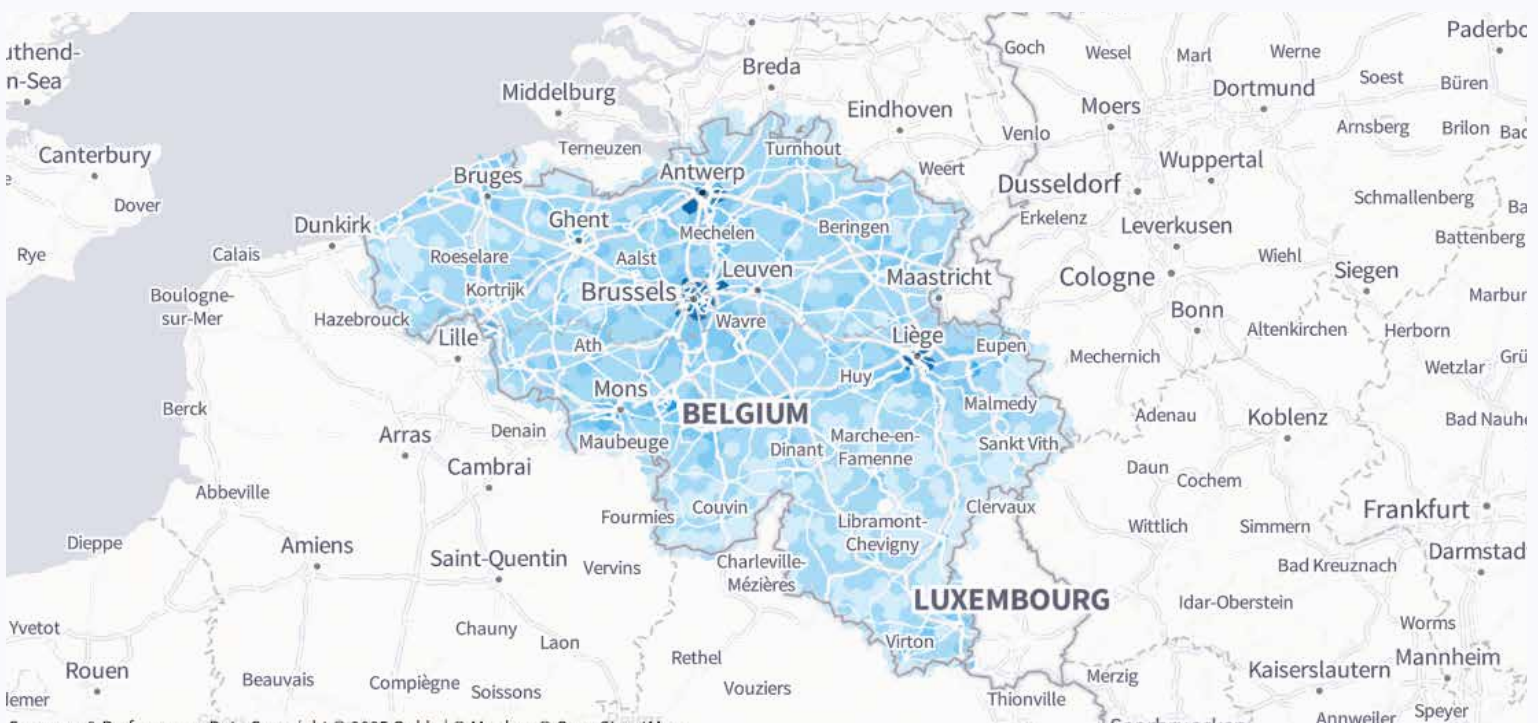 Paderbo
uthend-
n-Sea
Goch
Wesel
Marl
Werne
Breda
Soest
Büren
Middelburg
Dortmund
Eindhoven
Moers
Venlo
Arnsberg
Brilon
Bad
Canterbury
Terneuzen
Turnhout
Weert
Wuppertal
Bruges
Antwerp
Dusseldorf
Dover
Schmallenberg
Ba
Dunkirk
Ghent
Mechelen
Beringen
Erkelenz
Leverkusen
Battenberg
Rye
Calais
Roeselare
Aalst
Leuven
Maastricht
Cologne
Wiehl
Siegen
Boulogne-
sur-Mer
Kortrijk
Brussels
Marbur
Hazebrouck
Wavre
Bonn
Altenkirchen
Herborn
Lille
Ath
Liège
Eupen
Mechernich
Wetzlar
Grü
Huy
Mons
Berck
BELGIUM
Malmedy
Adenau
Koblenz
Bad Nauhe
Arras
Denain
Maubeuge
Dinant
Marche-en-
Famenne
Sankt Vith
Cambrai
Daun
Cochem
Abbeville
Fourmies
Couvin
Libramont-
Chevigny
Clervaux
Wittlich
Simmern
Frankfurt
Dieppe
Amiens
Saint-Quentin
Vervins
Charleville-
Mézières
Bad Kreuznach
Darmstad
LUXEMBOURG
Idar-Oberstein
Yvetot
Chauny
Laon
Virton
Worms
Rouen
Beauvais
Compiègne
Soissons
Rethel
Vouziers
Merzig
Kaiserslautern
Mannheim
lemer
Thionville
Annweiler
Speyer